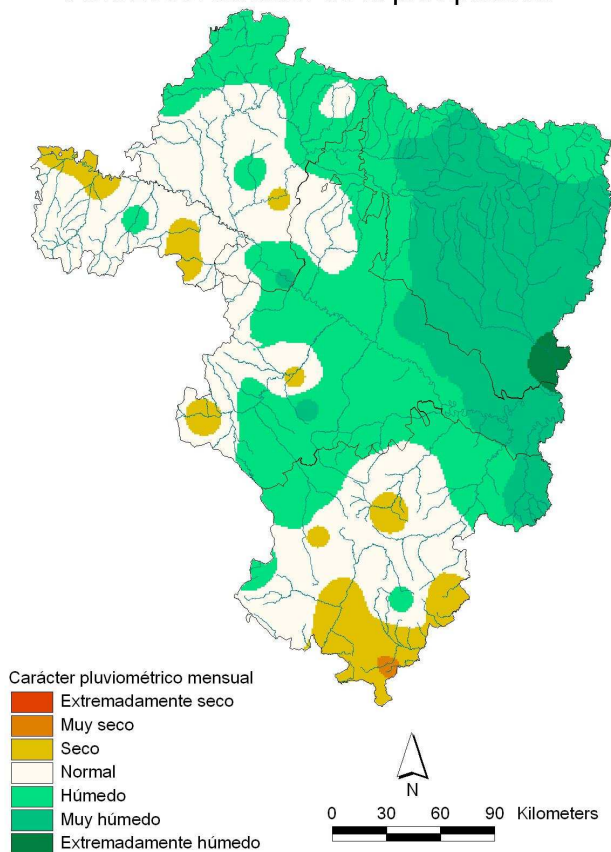 Carácter pluviométrico mensual
Extremadamente seco
Muy seco
Seco
Normal
Húmedo
Muy húmedo
Extremadamente húmedo
N
0 30 60 90 Kilometers